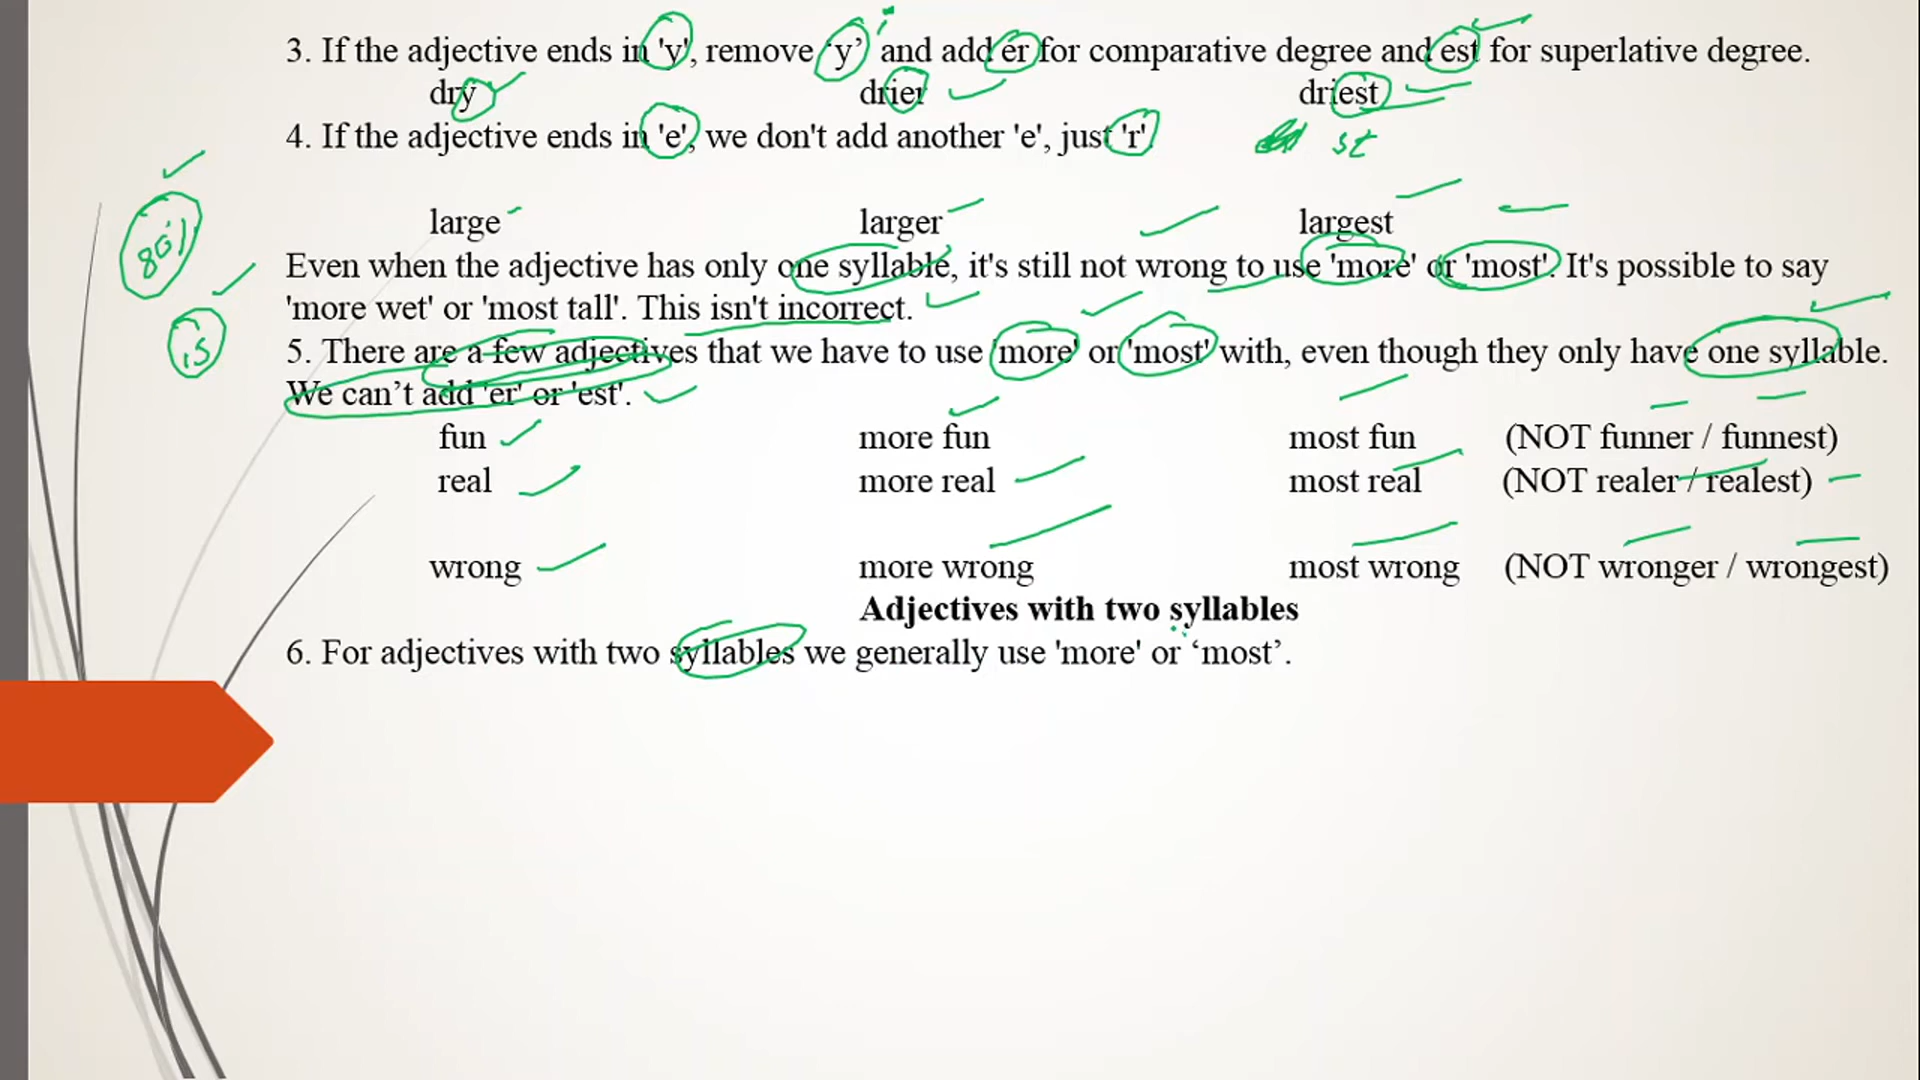 3. If the adjective ends in 'y', remove 'y’ and add er for comparative degree and est for superlative degree.
dry drier driest
4. If the adjective ends in 'e', we don't add another 'e', just 'r'. st
80%
large larger largest
Even when the adjective has only one syllable, it's still not wrong to use 'more' or 'most'. It's possible to say
'more wet' or 'most tall'. This isn't incorrect.
5. There are a few adjectives that we have to use 'more' or 'most' with, even though they only have one syllable.
We can’t add 'er' or 'est'.
fun more fun most fun (NOT funner / funnest)
real more real most real (NOT realer / realest)
wrong more wrong most wrong (NOT wronger / wrongest)
Adjectives with two syllables
6. For adjectives with two syllables we generally use 'more' or ‘most’.